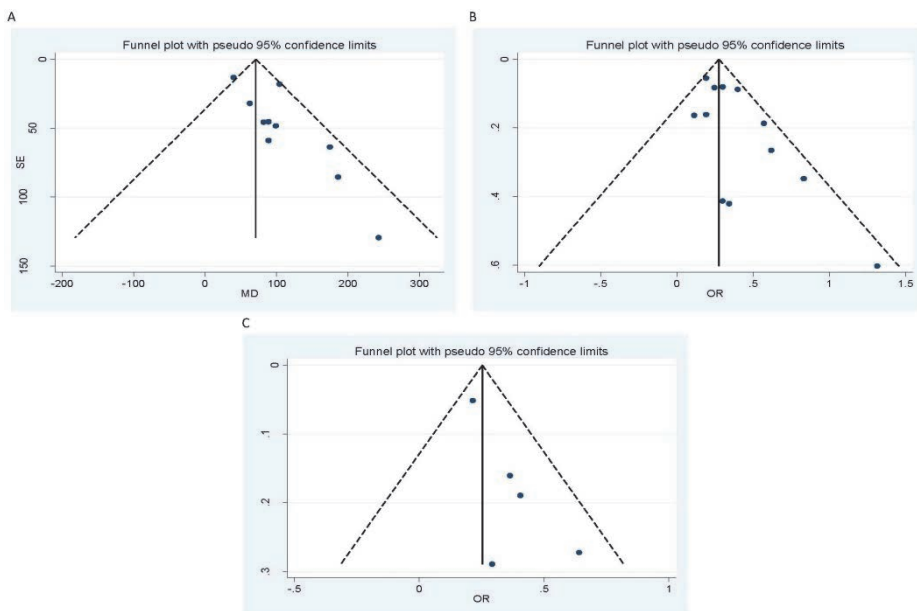 A
Funnel plot with pseudo 95% confidence limits
0
50
100
150
SE
-200
-100
0
100
200
300
MD
B
Funnel plot with pseudo 95% confidence limits
0
.2
.4
.6
-1
-.5
0
.5
1
1.5
OR
C
Funnel plot with pseudo 95% confidence limits
0
.1
.2
.3
-.5
0
.5
1
OR